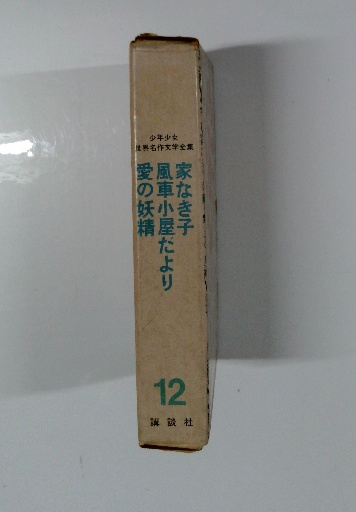 少年少女
世界名作文学全集
家なき子
風車小屋だより
愛の妖精
12
講談社